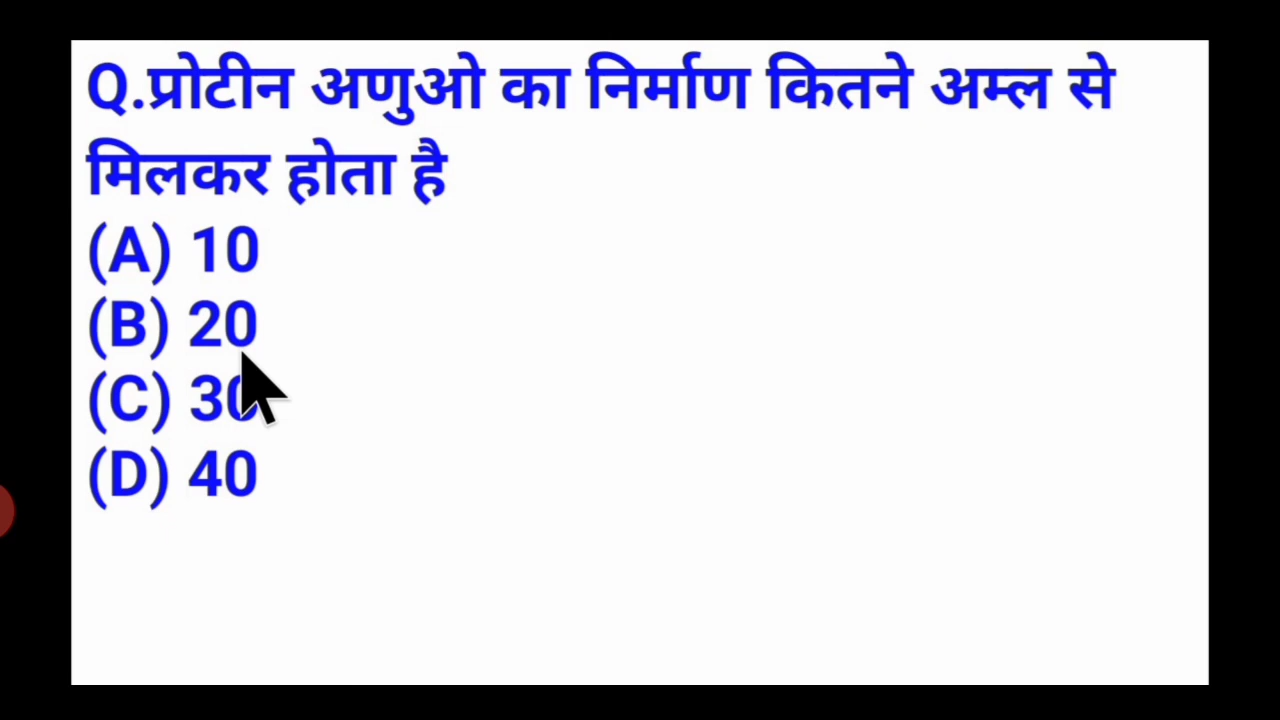 Q.प्रोटीन अणुओ का निर्माण कितने अम्ल से
मिलकर होता है
(A) 10
(B) 20
(C) 30
(D) 40